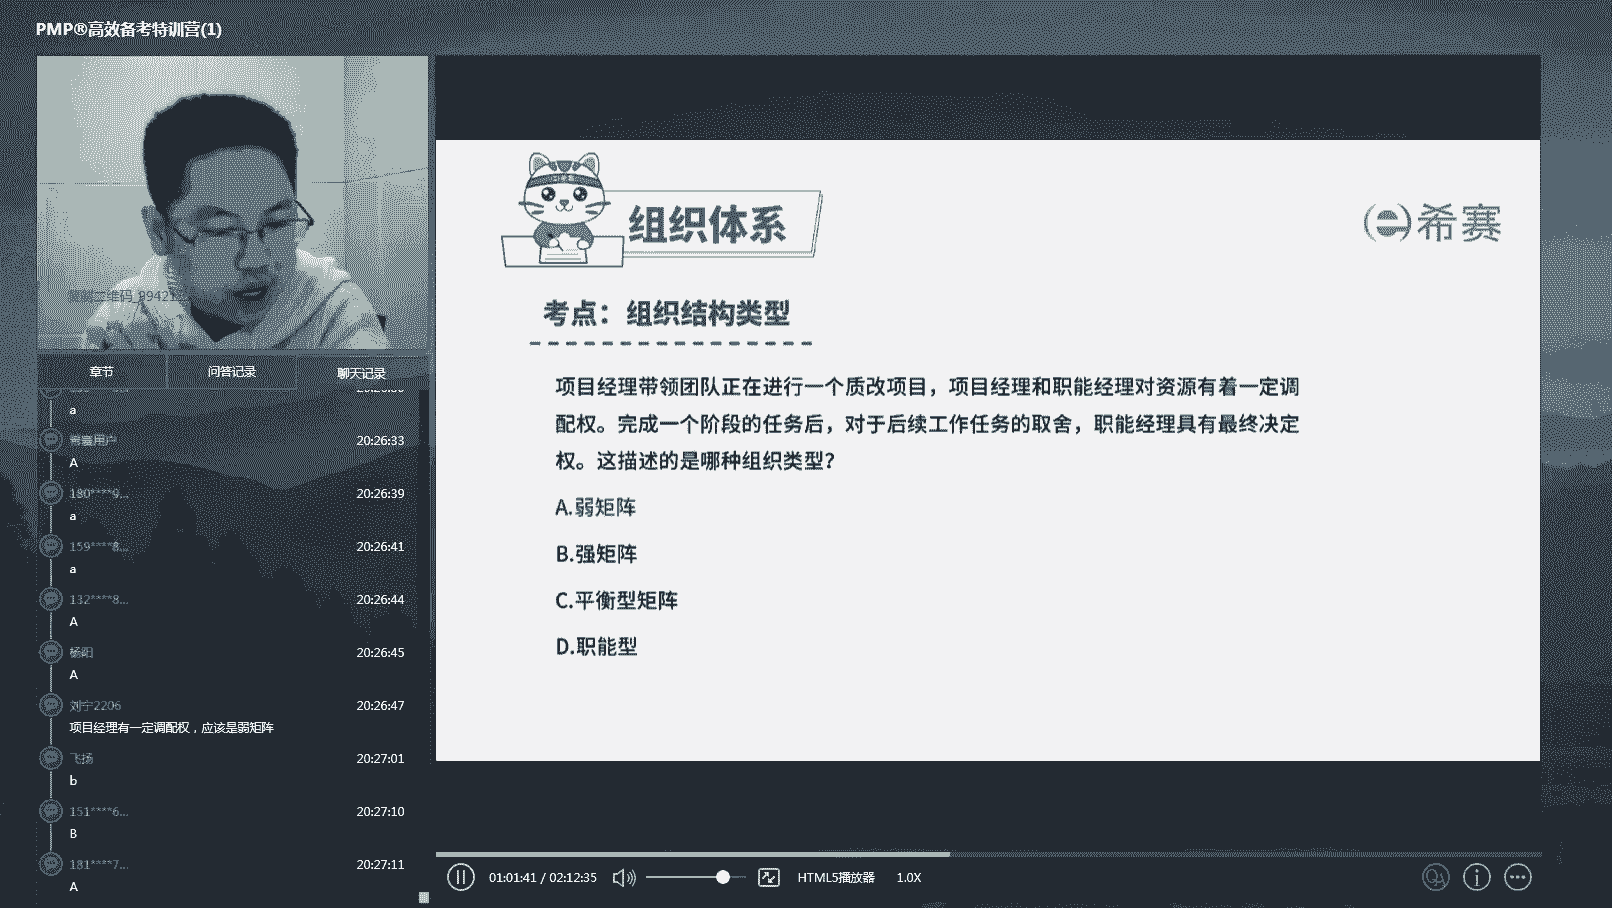 PMP®高效备考特训营(1)
章节
问答记录
聊天记录
a
希赛用户
20:26:33
A
180****9...
20:26:39
a
159****8...
20:26:41
a
132****8...
20:26:44
A
杨阳
20:26:45
A
刘宁2206
20:26:47
项目经理有一定调配权，应该是弱矩阵
飞扬
20:27:01
b
151****6...
20:27:10
B
181****7...
20:27:11
A
组织体系
希赛
考点：组织结构类型
项目经理带领团队正在进行一个质改项目，项目经理和职能经理对资源有着一定调
配权。完成一个阶段的任务后，对于后续工作任务的取舍，职能经理具有最终决定
权。这描述的是哪种组织类型？
A.弱矩阵
B.强矩阵
C.平衡型矩阵
D.职能型
01:01:41 / 02:12:35
HTML5播放器
1.0X